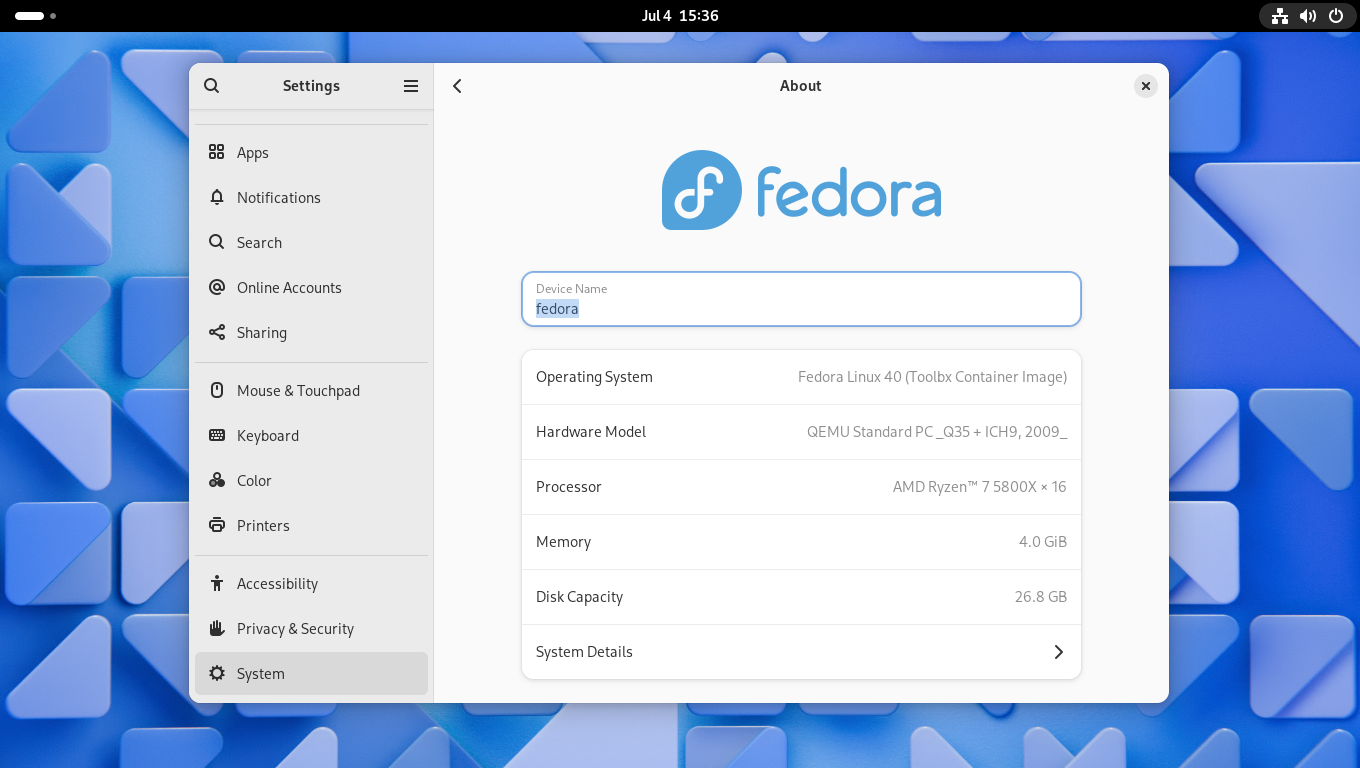 Jul 4 15:36
Settings
About
Apps
Notifications
Search
Online Accounts
Sharing
Mouse & Touchpad
Keyboard
Color
Printers
Accessibility
Privacy & Security
System
fedora
Device Name
fedora
Operating System Fedora Linux 40 (Toolbx Container Image)
Hardware Model QEMU Standard PC _Q35 + ICH9, 2009_
Processor AMD Ryzen™ 7 5800X × 16
Memory 4.0 GiB
Disk Capacity 26.8 GB
System Details